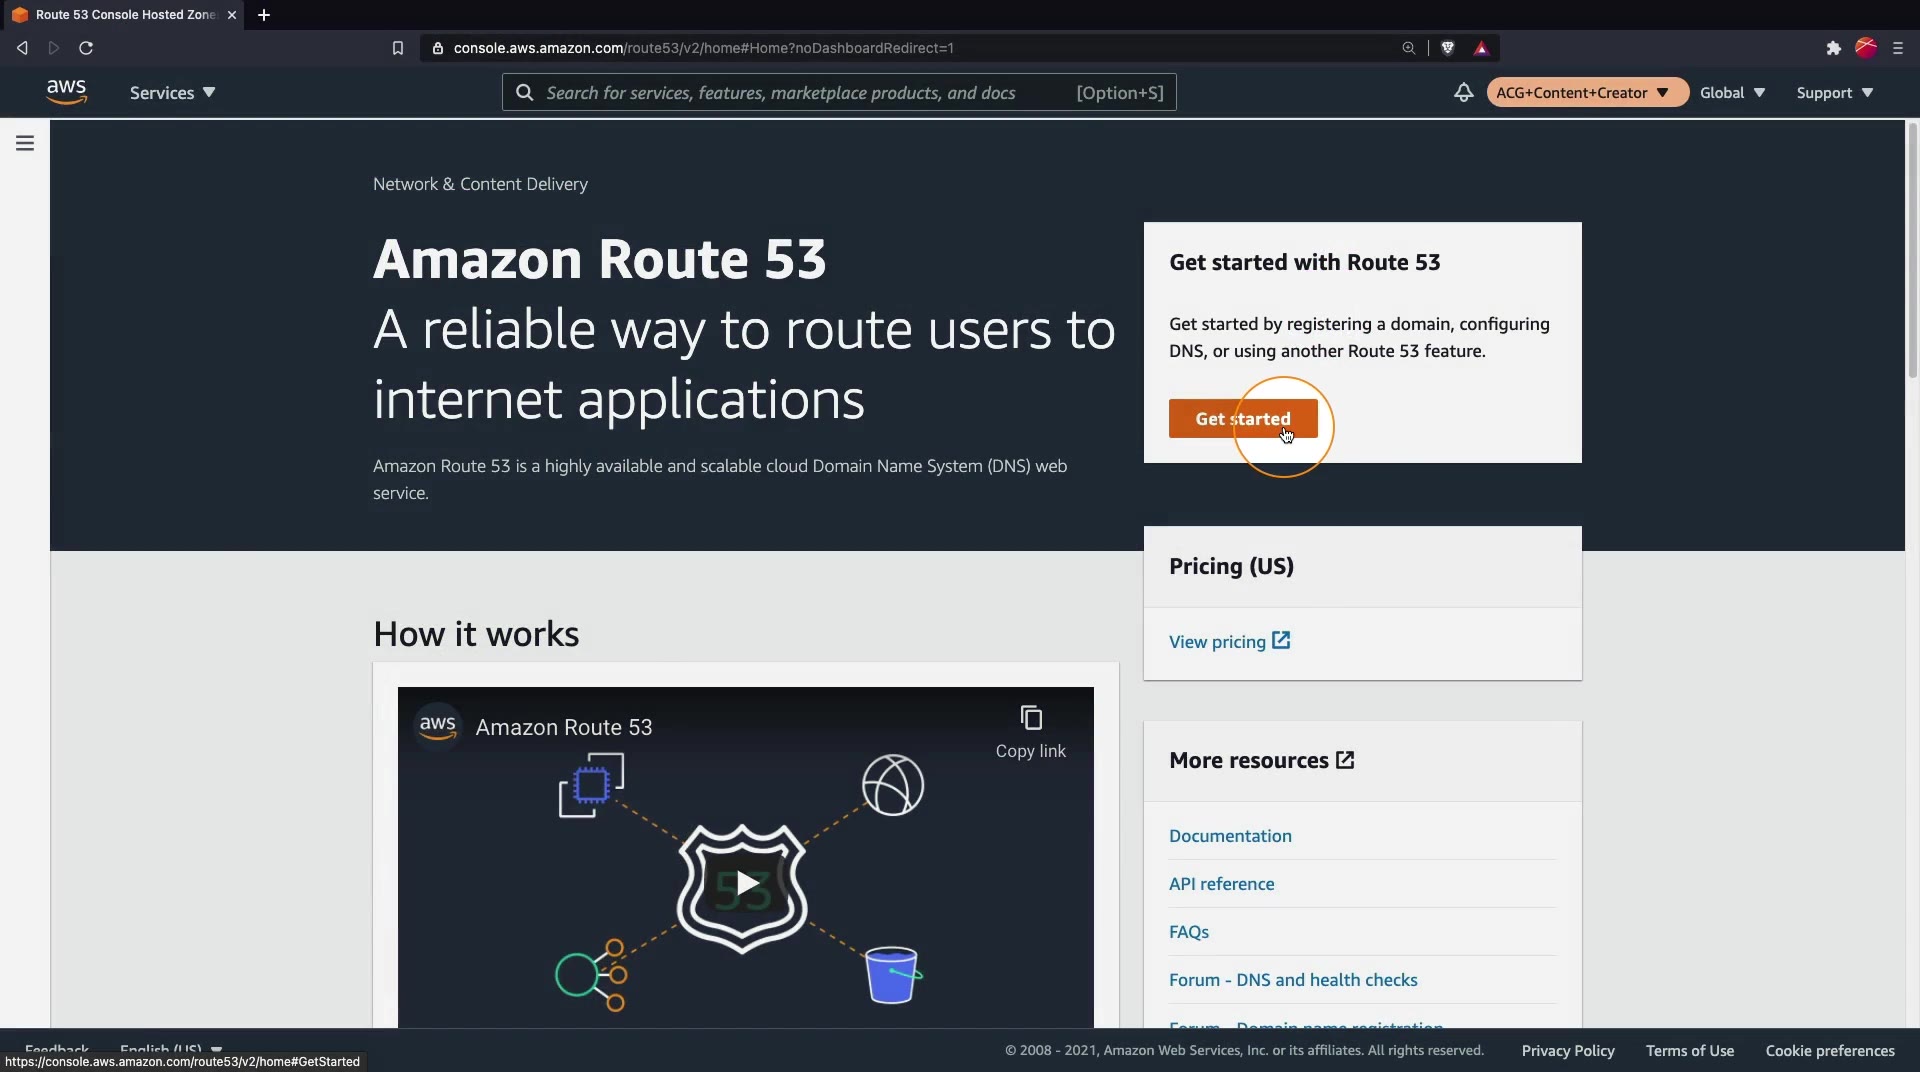 Route 53 Console Hosted Zone
console.aws.amazon.com/route53/v2/home#Home?noDashboardRedirect=1
aws
Services
Search for services, features, marketplace products, and docs
[Option+S]
ACG+Content+Creator
Global
Support
Network & Content Delivery
Amazon Route 53
A reliable way to route users to
internet applications
Amazon Route 53 is a highly available and scalable cloud Domain Name System (DNS) web
service.
Get started with Route 53
Get started by registering a domain, configuring
DNS, or using another Route 53 feature.
Get started
Pricing (US)
View pricing
How it works
aws
Amazon Route 53
Copy link
53
More resources
Documentation
API reference
FAQs
Forum - DNS and health checks
Forum - Domain name registration
Feedback
English (US)
https://console.aws.amazon.com/route53/v2/home#GetStarted
© 2008 - 2021, Amazon Web Services, Inc. or its affiliates. All rights reserved.
Privacy Policy
Terms of Use
Cookie preferences